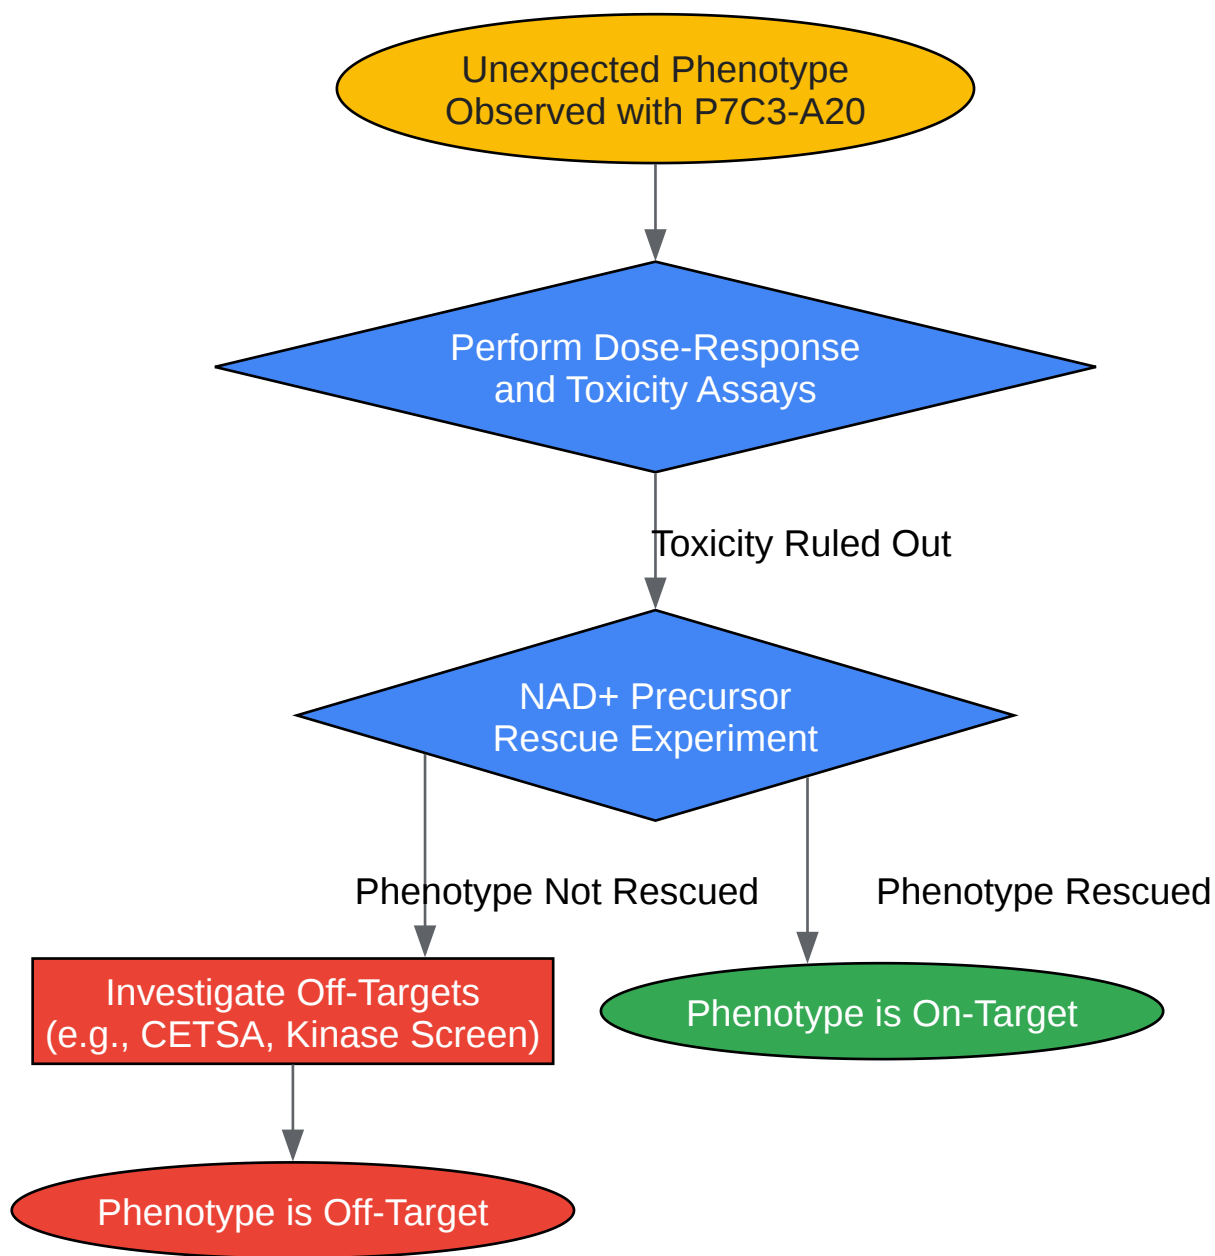 Unexpected Phenotype
Observed with P7C3-A20
Perform Dose-Response
and Toxicity Assays
Toxicity Ruled Out
NAD+ Precursor
Rescue Experiment
Phenotype Not Rescued
Phenotype Rescued
Investigate Off-Targets
(e.g., CETSA, Kinase Screen)
Phenotype is On-Target
Phenotype is Off-Target